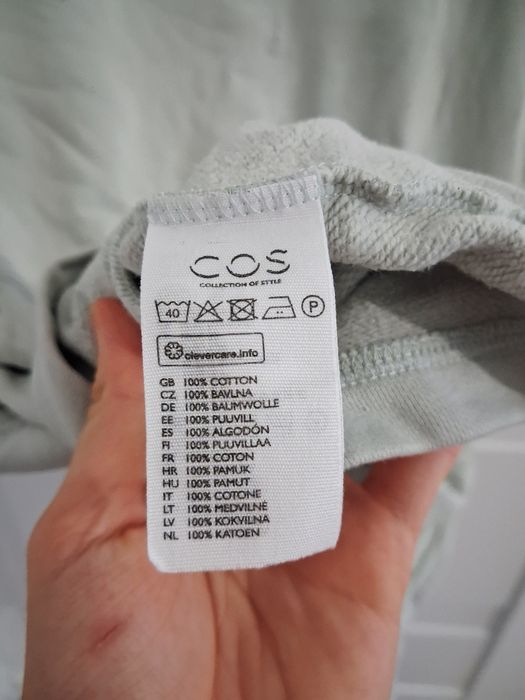 COS
COLLECTION OF STYLE
40 P
clevercare.info
GB 100% COTTON
CZ 100% BAVLNA
DE 100% BAUMWOLLE
EE 100% PUUVILL
ES 100% ALGODÓN
FI 100% PUUVILLAA
FR 100% COTON
HR 100% PAMUK
HU 100% PAMUT
IT 100% COTONE
LT 100% MEDVILNĖ
LV 100% KOKVILNA
NL 100% KATOEN